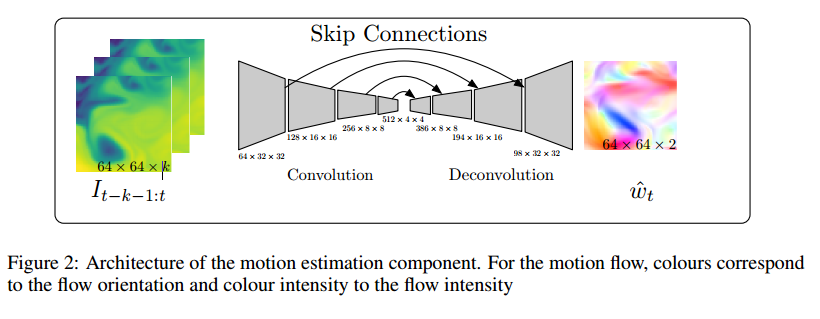 Skip Connections
64 × 64 × k
I_{t−k−1:t}
64 × 32 × 32
128 × 16 × 16
256 × 8 × 8
512 × 4 × 4
386 × 8 × 8
194 × 16 × 16
98 × 32 × 32
Convolution
Deconvolution
64 × 64 × 2
ŵ_t
Figure 2: Architecture of the motion estimation component. For the motion flow, colours correspond
to the flow orientation and colour intensity to the flow intensity